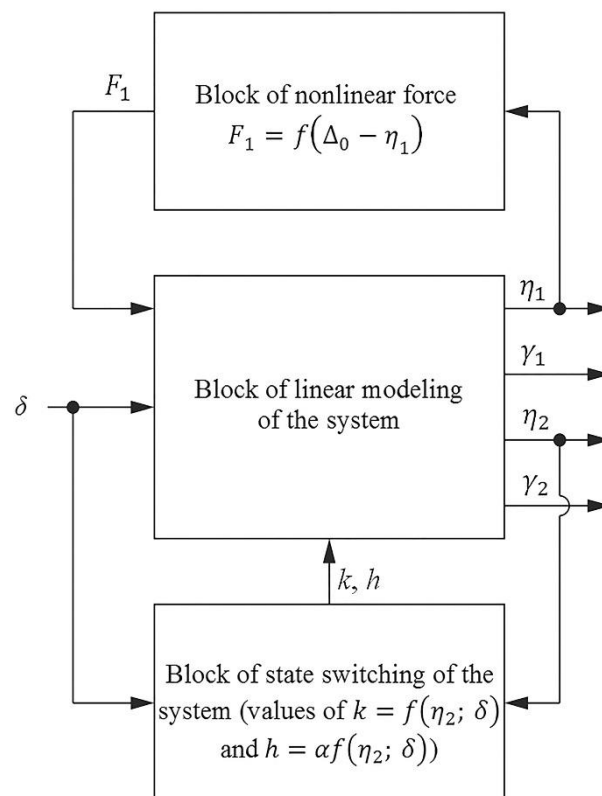 F₁
Block of nonlinear force
F₁ = f(Δ₀ − η₁)
η₁
γ₁
Block of linear modeling
of the system
δ
η₂
γ₂
k, h
Block of state switching of the
system (values of k = f(η₂; δ)
and h = αf(η₂; δ))